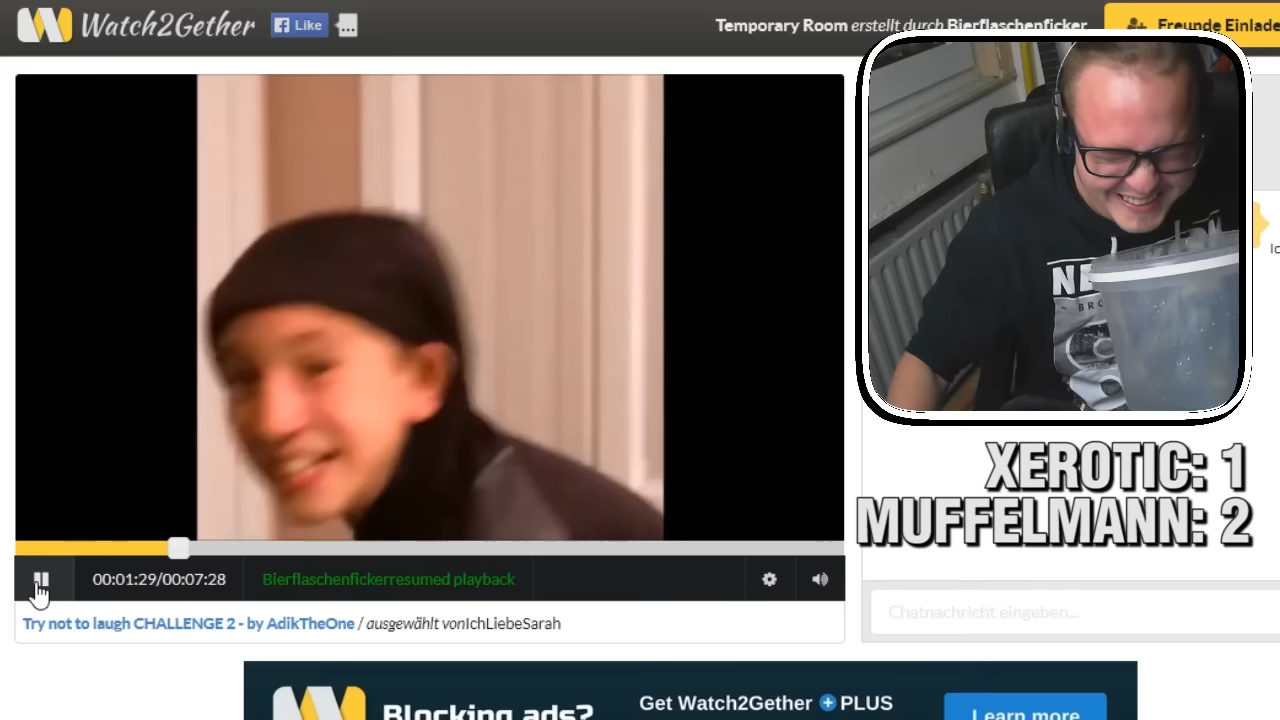 Watch2Gether
Like
...
Temporary Room erstellt durch Bierflaschenficker
Freunde Einlade
XEROTIC: 1
MUFFELMANN: 2
00:01:29/00:07:28
Bierflaschenfickerresumed playback
Try not to laugh CHALLENGE 2 - by AdikTheOne / ausgewählt vonIchLiebeSarah
Chatnachricht eingeben...
Blocking ads?
Get Watch2Gether PLUS
Learn more